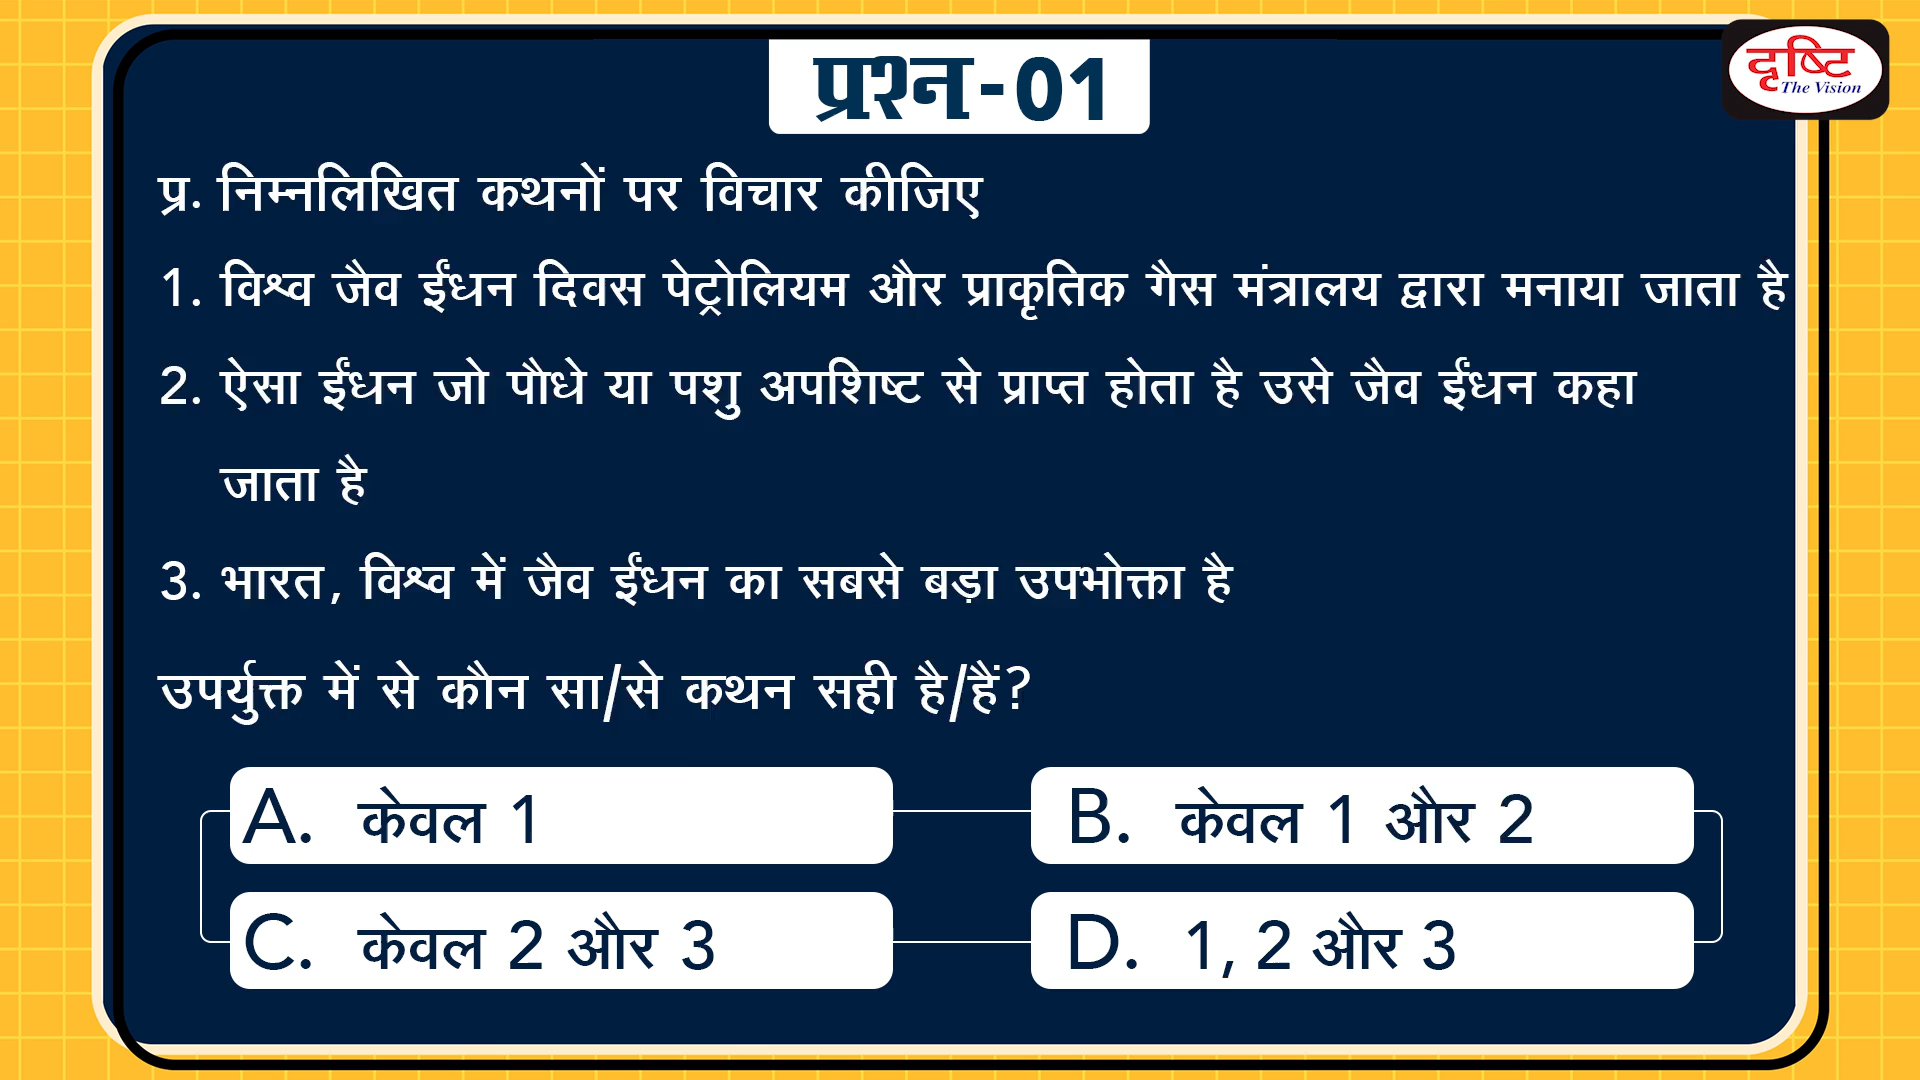 प्रश्न-01
दृष्टि
The Vision
प्र. निम्नलिखित कथनों पर विचार कीजिए
1. विश्व जैव ईंधन दिवस पेट्रोलियम और प्राकृतिक गैस मंत्रालय द्वारा मनाया जाता है
2. ऐसा ईंधन जो पौधे या पशु अपशिष्ट से प्राप्त होता है उसे जैव ईंधन कहा
जाता है
3. भारत, विश्व में जैव ईंधन का सबसे बड़ा उपभोक्ता है
उपर्युक्त में से कौन सा/से कथन सही है/हैं?
A. केवल 1
B. केवल 1 और 2
C. केवल 2 और 3
D. 1, 2 और 3